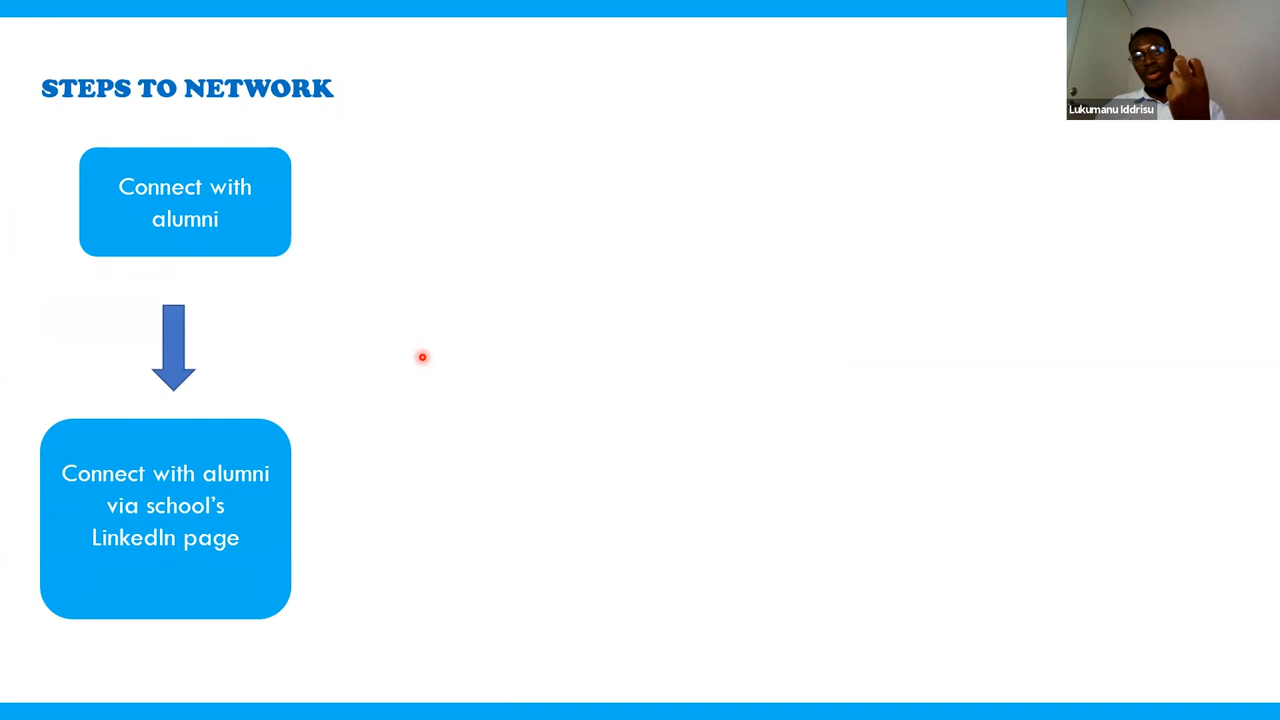 STEPS TO NETWORK
Lukumanu Iddrisu
Connect with
alumni
Connect with alumni
via school's
LinkedIn page